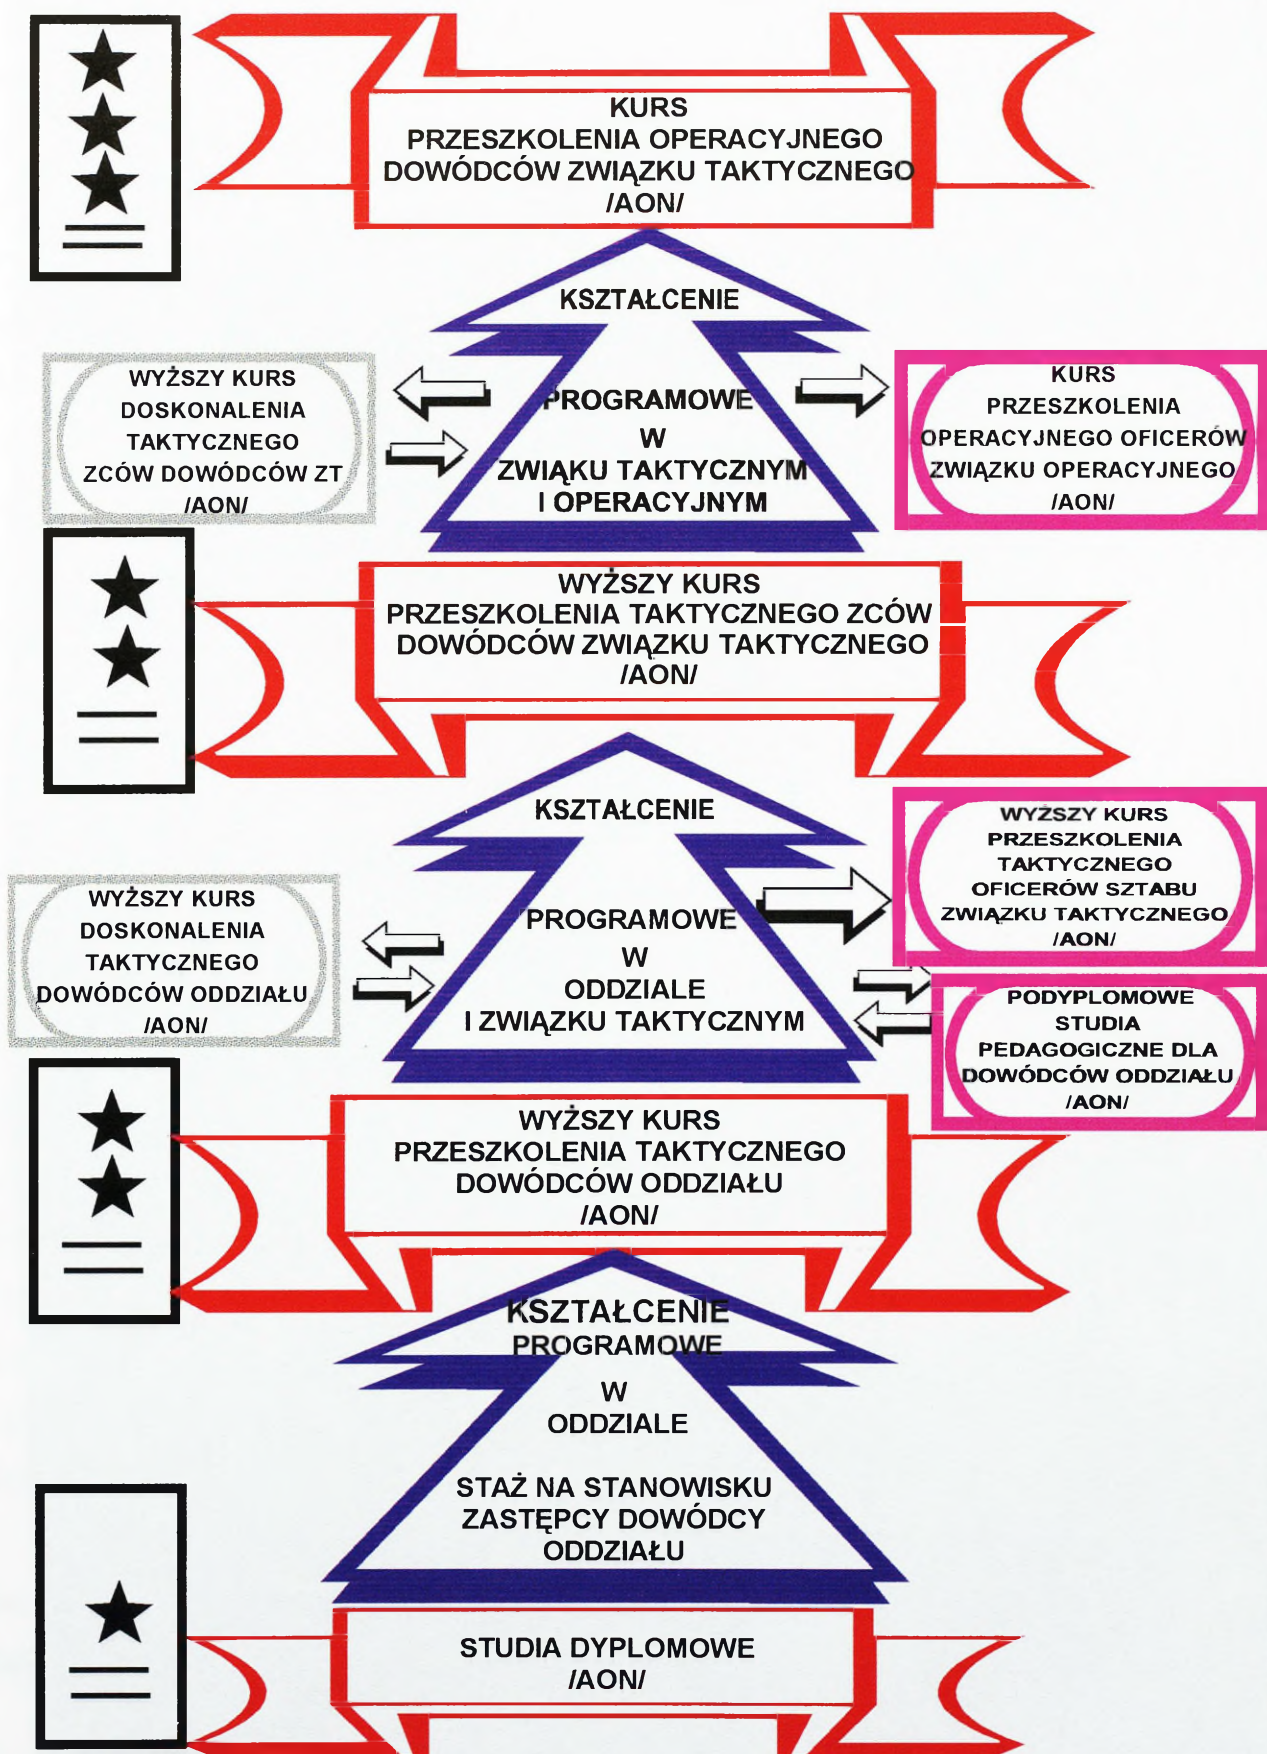 KURS
PRZESZKOLENIA OPERACYJNEGO
DOWÓDCÓW ZWIĄZKU TAKTYCZNEGO
/AON/
KSZTAŁCENIE
PROGRAMOWE
W
ZWIĄKU TAKTYCZNYM
I OPERACYJNYM
WYŻSZY KURS
DOSKONALENIA
TAKTYCZNEGO
ZCÓW DOWÓDCÓW ZT
/AON/
KURS
PRZESZKOLENIA
OPERACYJNEGO OFICERÓW
ZWIĄZKU OPERACYJNEGO
/AON/
WYŻSZY KURS
PRZESZKOLENIA TAKTYCZNEGO ZCÓW
DOWÓDCÓW ZWIĄZKU TAKTYCZNEGO
/AON/
KSZTAŁCENIE
PROGRAMOWE
W
ODDZIALE
I ZWIĄZKU TAKTYCZNYM
WYŻSZY KURS
DOSKONALENIA
TAKTYCZNEGO
DOWÓDCÓW ODDZIAŁU
/AON/
WYŻSZY KURS
PRZESZKOLENIA
TAKTYCZNEGO
OFICERÓW SZTABU
ZWIĄZKU TAKTYCZNEGO
/AON/
PODYPLOMOWE
STUDIA
PEDAGOGICZNE DLA
DOWÓDCÓW ODDZIAŁU
/AON/
WYŻSZY KURS
PRZESZKOLENIA TAKTYCZNEGO
DOWÓDCÓW ODDZIAŁU
/AON/
KSZTAŁCENIE
PROGRAMOWE
W
ODDZIALE
STAŻ NA STANOWISKU
ZASTĘPCY DOWÓDCY
ODDZIAŁU
STUDIA DYPLOMOWE
/AON/